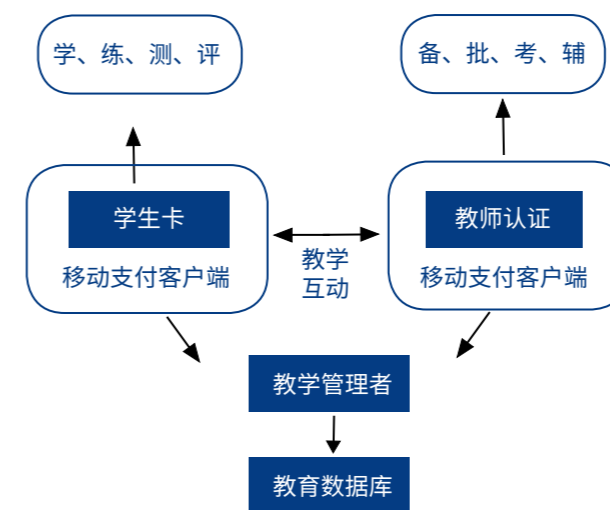 学、练、测、评
备、批、考、辅
学生卡
移动支付客户端
教学
互动
教师认证
移动支付客户端
教学管理者
教育数据库